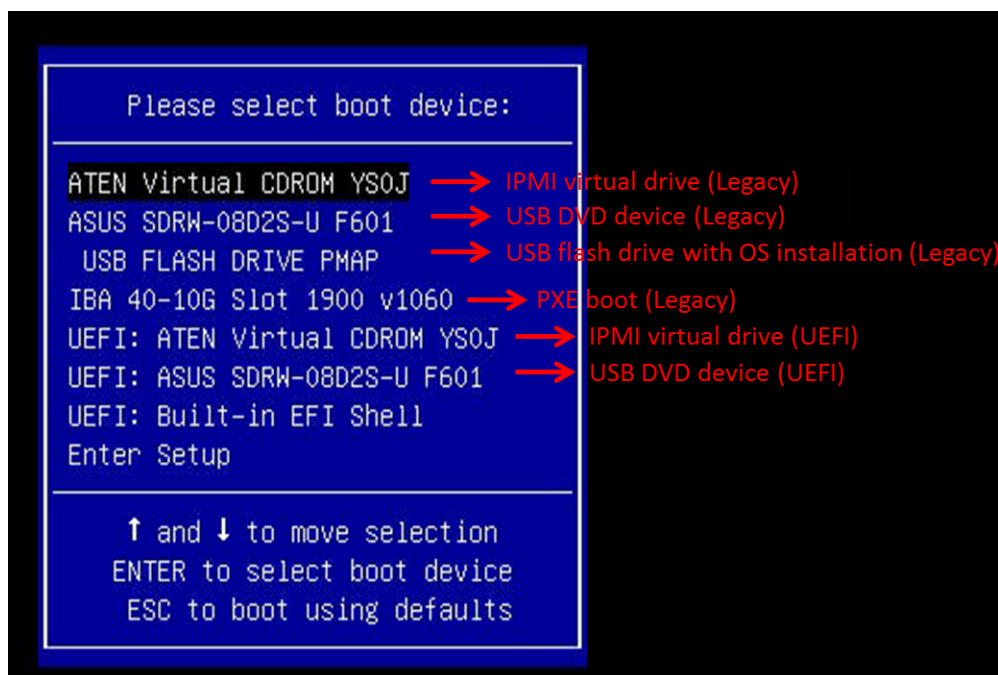 Please select boot device:
ATEN Virtual CDROM YS0J → IPMI virtual drive (Legacy)
ASUS SDRW-08D2S-U F601 → USB DVD device (Legacy)
USB FLASH DRIVE PMAP → USB flash drive with OS installation (Legacy)
IBA 40-10G Slot 1900 v1060 → PXE boot (Legacy)
UEFI: ATEN Virtual CDROM YS0J → IPMI virtual drive (UEFI)
UEFI: ASUS SDRW-08D2S-U F601 → USB DVD device (UEFI)
UEFI: Built-in EFI Shell
Enter Setup
↑ and ↓ to move selection
ENTER to select boot device
ESC to boot using defaults